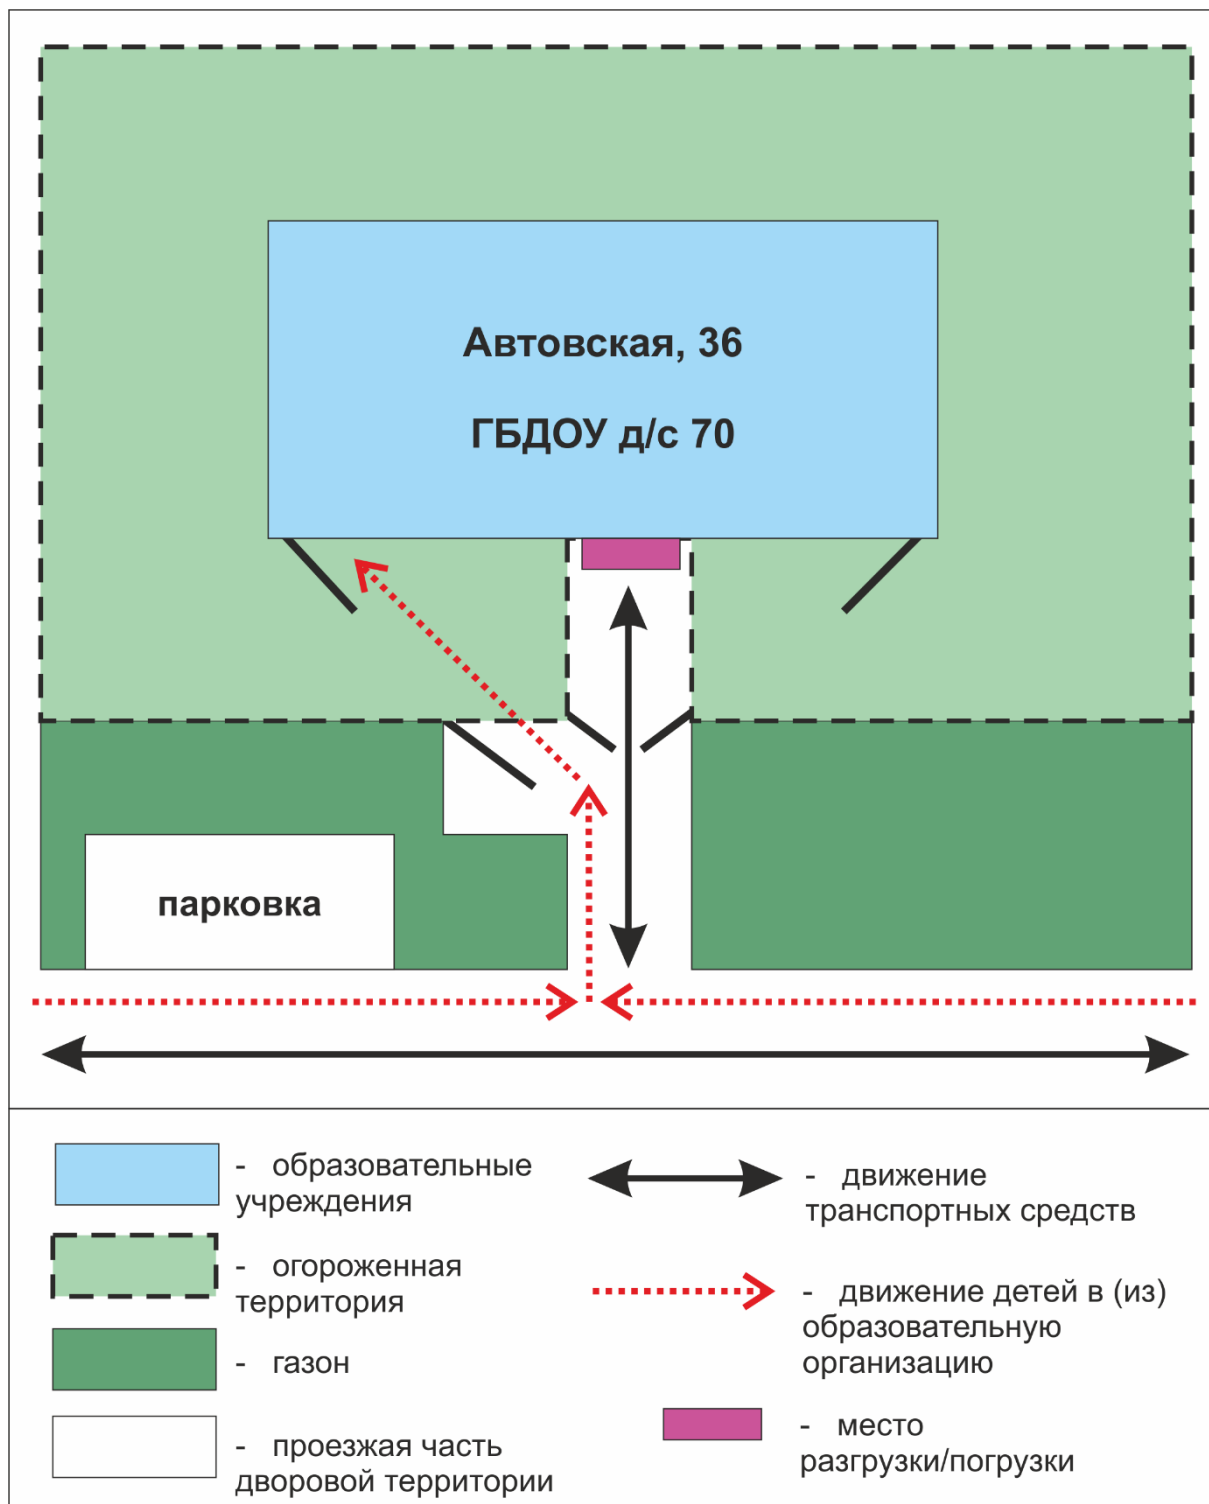 Автовская, 36
ГБДОУ д/с 70
парковка
- образовательные
учреждения
- огороженная
территория
- газон
- проезжая часть
дворовой территории
- движение
транспортных средств
- движение детей в (из)
образовательную
организацию
- место
разгрузки/погрузки